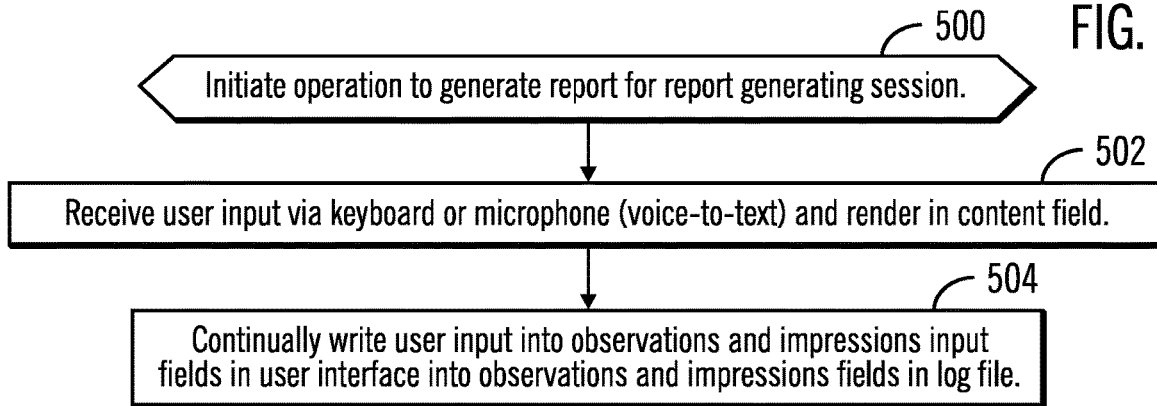 500
FIG.
Initiate operation to generate report for report generating session.
502
Receive user input via keyboard or microphone (voice-to-text) and render in content field.
504
Continually write user input into observations and impressions input
fields in user interface into observations and impressions fields in log file.